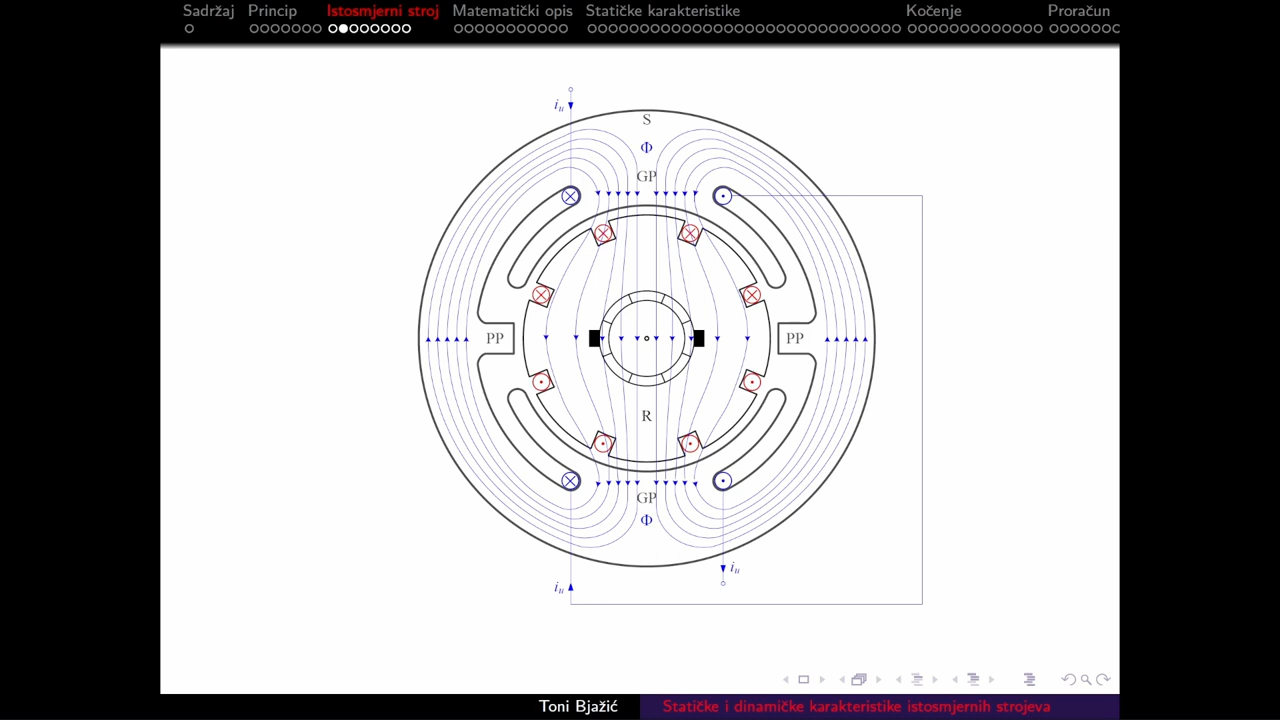 Sadržaj Princip Istosmjerni stroj Matematički opis Statičke karakteristike Kočenje Proračun
i_u
S
Φ
GP
PP PP
R
GP
Φ
i_u
i_u
Toni Bjažić Statičke i dinamičke karakteristike istosmjernih strojeva